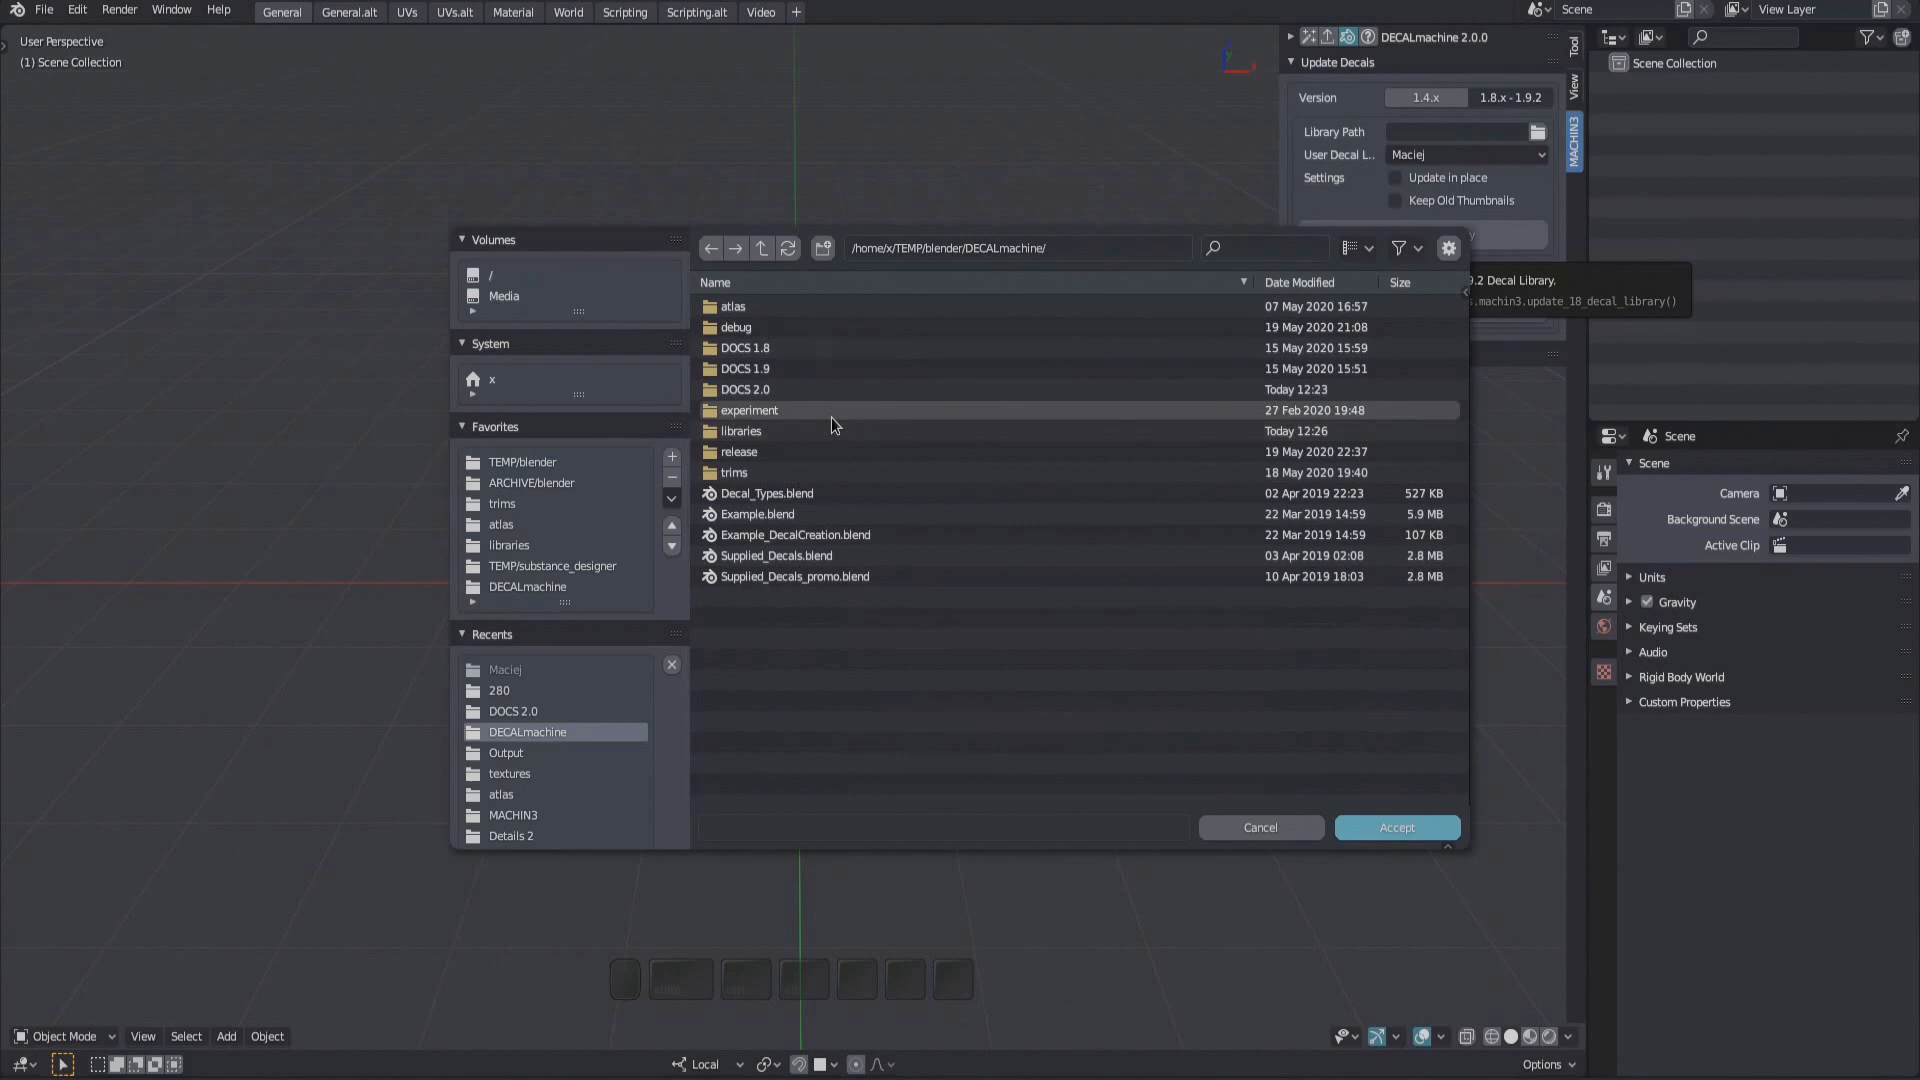 File Edit Render Window Help General General.alt UVs UVs.alt Material World Scripting Scripting.alt Video + Scene View Layer
User Perspective
(1) Scene Collection
DECALmachine 2.0.0
Update Decals
Version 1.4.x 1.8.x - 1.9.2
Library Path
User Decal L.. Maciej
Settings Update in place
Keep Old Thumbnails
Tool
View
MACHIN3
Scene Collection
.2 Decal Library.
s.machin3.update_18_decal_library()
Volumes
/
Media
System
x
Favorites
TEMP/blender
ARCHIVE/blender
trims
atlas
libraries
TEMP/substance_designer
DECALmachine
Recents
Maciej
280
DOCS 2.0
DECALmachine
Output
textures
atlas
MACHIN3
Details 2
/home/x/TEMP/blender/DECALmachine/
Name Date Modified Size
atlas 07 May 2020 16:57
debug 19 May 2020 21:08
DOCS 1.8 15 May 2020 15:59
DOCS 1.9 15 May 2020 15:51
DOCS 2.0 Today 12:23
experiment 27 Feb 2020 19:48
libraries Today 12:26
release 19 May 2020 22:37
trims 18 May 2020 19:40
Decal_Types.blend 02 Apr 2019 22:23 527 KB
Example.blend 22 Mar 2019 14:59 5.9 MB
Example_DecalCreation.blend 22 Mar 2019 14:59 107 KB
Supplied_Decals.blend 03 Apr 2019 02:08 2.8 MB
Supplied_Decals_promo.blend 10 Apr 2019 18:03 2.8 MB
Cancel Accept
Scene
Scene
Camera
Background Scene
Active Clip
Units
Gravity
Keying Sets
Audio
Rigid Body World
Custom Properties
Object Mode View Select Add Object
Local
Options